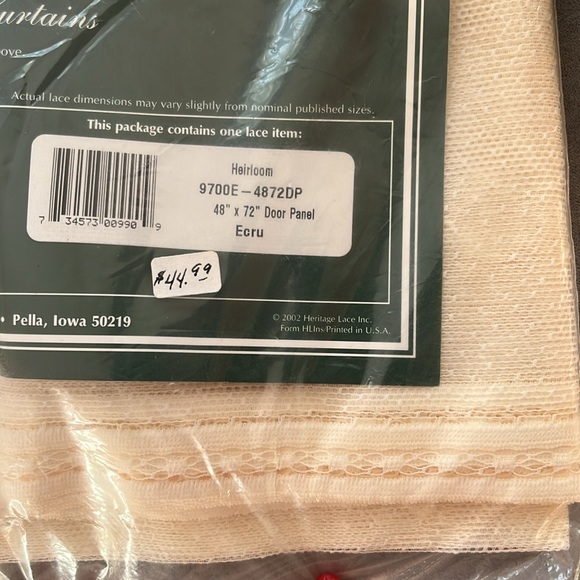 urtains
ove.
Actual lace dimensions may vary slightly from nominal published sizes.
This package contains one lace item:
Heirloom
9700E-4872DP
48" x 72" Door Panel
Ecru
7 34573 00990 9
$44.99
• Pella, Iowa 50219
© 2002 Heritage Lace Inc.
Form HLIns/Printed in U.S.A.